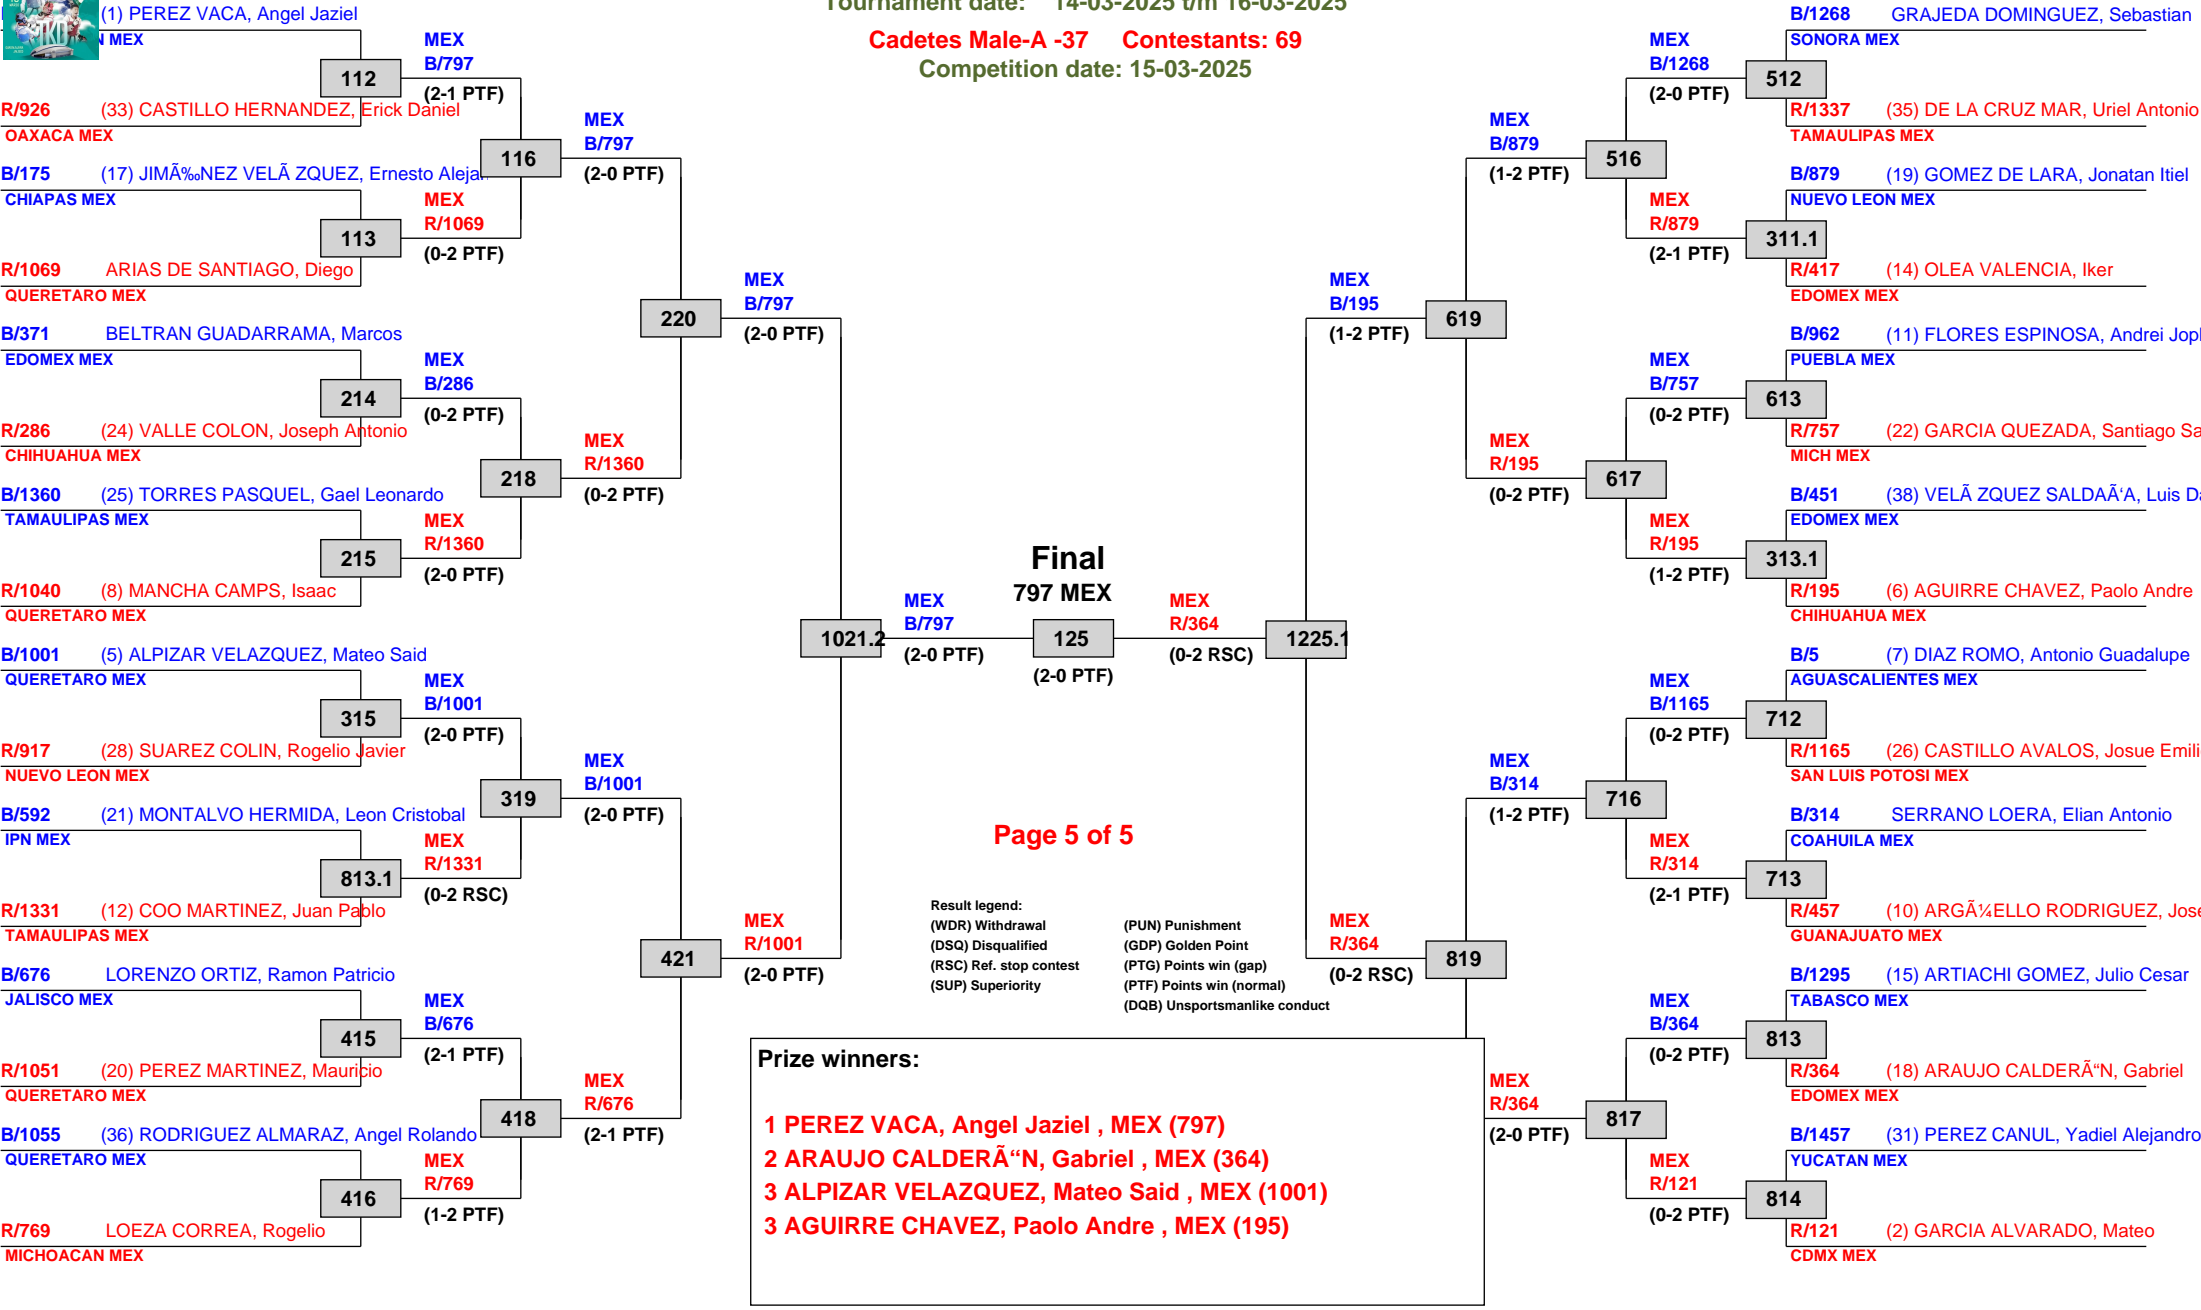 Tournament date: 14-03-2025 t/m 16-03-2025
Cadetes Male-A -37 Contestants: 69
Competition date: 15-03-2025
TKD
(1) PEREZ VACA, Angel Jaziel
N MEX
R/926 (33) CASTILLO HERNANDEZ, Erick Daniel
OAXACA MEX
B/175 (17) JIMÃ‰NEZ VELÃ ZQUEZ, Ernesto Aleja
CHIAPAS MEX
R/1069 ARIAS DE SANTIAGO, Diego
QUERETARO MEX
B/371 BELTRAN GUADARRAMA, Marcos
EDOMEX MEX
R/286 (24) VALLE COLON, Joseph Antonio
CHIHUAHUA MEX
B/1360 (25) TORRES PASQUEL, Gael Leonardo
TAMAULIPAS MEX
R/1040 (8) MANCHA CAMPS, Isaac
QUERETARO MEX
B/1001 (5) ALPIZAR VELAZQUEZ, Mateo Said
QUERETARO MEX
R/917 (28) SUAREZ COLIN, Rogelio Javier
NUEVO LEON MEX
B/592 (21) MONTALVO HERMIDA, Leon Cristobal
IPN MEX
R/1331 (12) COO MARTINEZ, Juan Pablo
TAMAULIPAS MEX
B/676 LORENZO ORTIZ, Ramon Patricio
JALISCO MEX
R/1051 (20) PEREZ MARTINEZ, Mauricio
QUERETARO MEX
B/1055 (36) RODRIGUEZ ALMARAZ, Angel Rolando
QUERETARO MEX
R/769 LOEZA CORREA, Rogelio
MICHOACAN MEX
112
MEX
B/797
(2-1 PTF)
113
MEX
R/1069
(0-2 PTF)
214
MEX
B/286
(0-2 PTF)
215
MEX
R/1360
(2-0 PTF)
315
MEX
B/1001
(2-0 PTF)
813.1
MEX
R/1331
(0-2 RSC)
415
MEX
B/676
(2-1 PTF)
416
MEX
R/769
(1-2 PTF)
116
MEX
B/797
(2-0 PTF)
218
MEX
R/1360
(0-2 PTF)
319
MEX
B/1001
(2-0 PTF)
418
MEX
R/676
(2-1 PTF)
220
MEX
B/797
(2-0 PTF)
421
MEX
R/1001
(2-0 PTF)
1021.2
MEX
B/797
(2-0 PTF)
Final
797 MEX
125
(2-0 PTF)
MEX
R/364
(0-2 RSC)
1225.1
Page 5 of 5
Result legend:
(WDR) Withdrawal (PUN) Punishment
(DSQ) Disqualified (GDP) Golden Point
(RSC) Ref. stop contest (PTG) Points win (gap)
(SUP) Superiority (PTF) Points win (normal)
(DQB) Unsportsmanlike conduct
Prize winners:
1 PEREZ VACA, Angel Jaziel , MEX (797)
2 ARAUJO CALDERÃ“N, Gabriel , MEX (364)
3 ALPIZAR VELAZQUEZ, Mateo Said , MEX (1001)
3 AGUIRRE CHAVEZ, Paolo Andre , MEX (195)
MEX
B/195
(1-2 PTF)
619
MEX
R/364
(0-2 RSC)
819
MEX
B/879
(1-2 PTF)
516
MEX
R/195
(0-2 PTF)
617
MEX
B/314
(1-2 PTF)
716
MEX
R/364
(2-0 PTF)
817
MEX
B/1268
(2-0 PTF)
512
MEX
R/879
(2-1 PTF)
311.1
MEX
B/757
(0-2 PTF)
613
MEX
R/195
(1-2 PTF)
313.1
MEX
B/1165
(0-2 PTF)
712
MEX
R/314
(2-1 PTF)
713
MEX
B/364
(0-2 PTF)
813
MEX
R/121
(0-2 PTF)
814
B/1268 GRAJEDA DOMINGUEZ, Sebastian
SONORA MEX
R/1337 (35) DE LA CRUZ MAR, Uriel Antonio
TAMAULIPAS MEX
B/879 (19) GOMEZ DE LARA, Jonatan Itiel
NUEVO LEON MEX
R/417 (14) OLEA VALENCIA, Iker
EDOMEX MEX
B/962 (11) FLORES ESPINOSA, Andrei Jop
PUEBLA MEX
R/757 (22) GARCIA QUEZADA, Santiago Sa
MICH MEX
B/451 (38) VELÃ ZQUEZ SALDAÃ‘A, Luis Da
EDOMEX MEX
R/195 (6) AGUIRRE CHAVEZ, Paolo Andre
CHIHUAHUA MEX
B/5 (7) DIAZ ROMO, Antonio Guadalupe
AGUASCALIENTES MEX
R/1165 (26) CASTILLO AVALOS, Josue Emili
SAN LUIS POTOSI MEX
B/314 SERRANO LOERA, Elian Antonio
COAHUILA MEX
R/457 (10) ARGÃ¼ELLO RODRIGUEZ, Jose
GUANAJUATO MEX
B/1295 (15) ARTIACHI GOMEZ, Julio Cesar
TABASCO MEX
R/364 (18) ARAUJO CALDERÃ“N, Gabriel
EDOMEX MEX
B/1457 (31) PEREZ CANUL, Yadiel Alejandro
YUCATAN MEX
R/121 (2) GARCIA ALVARADO, Mateo
CDMX MEX